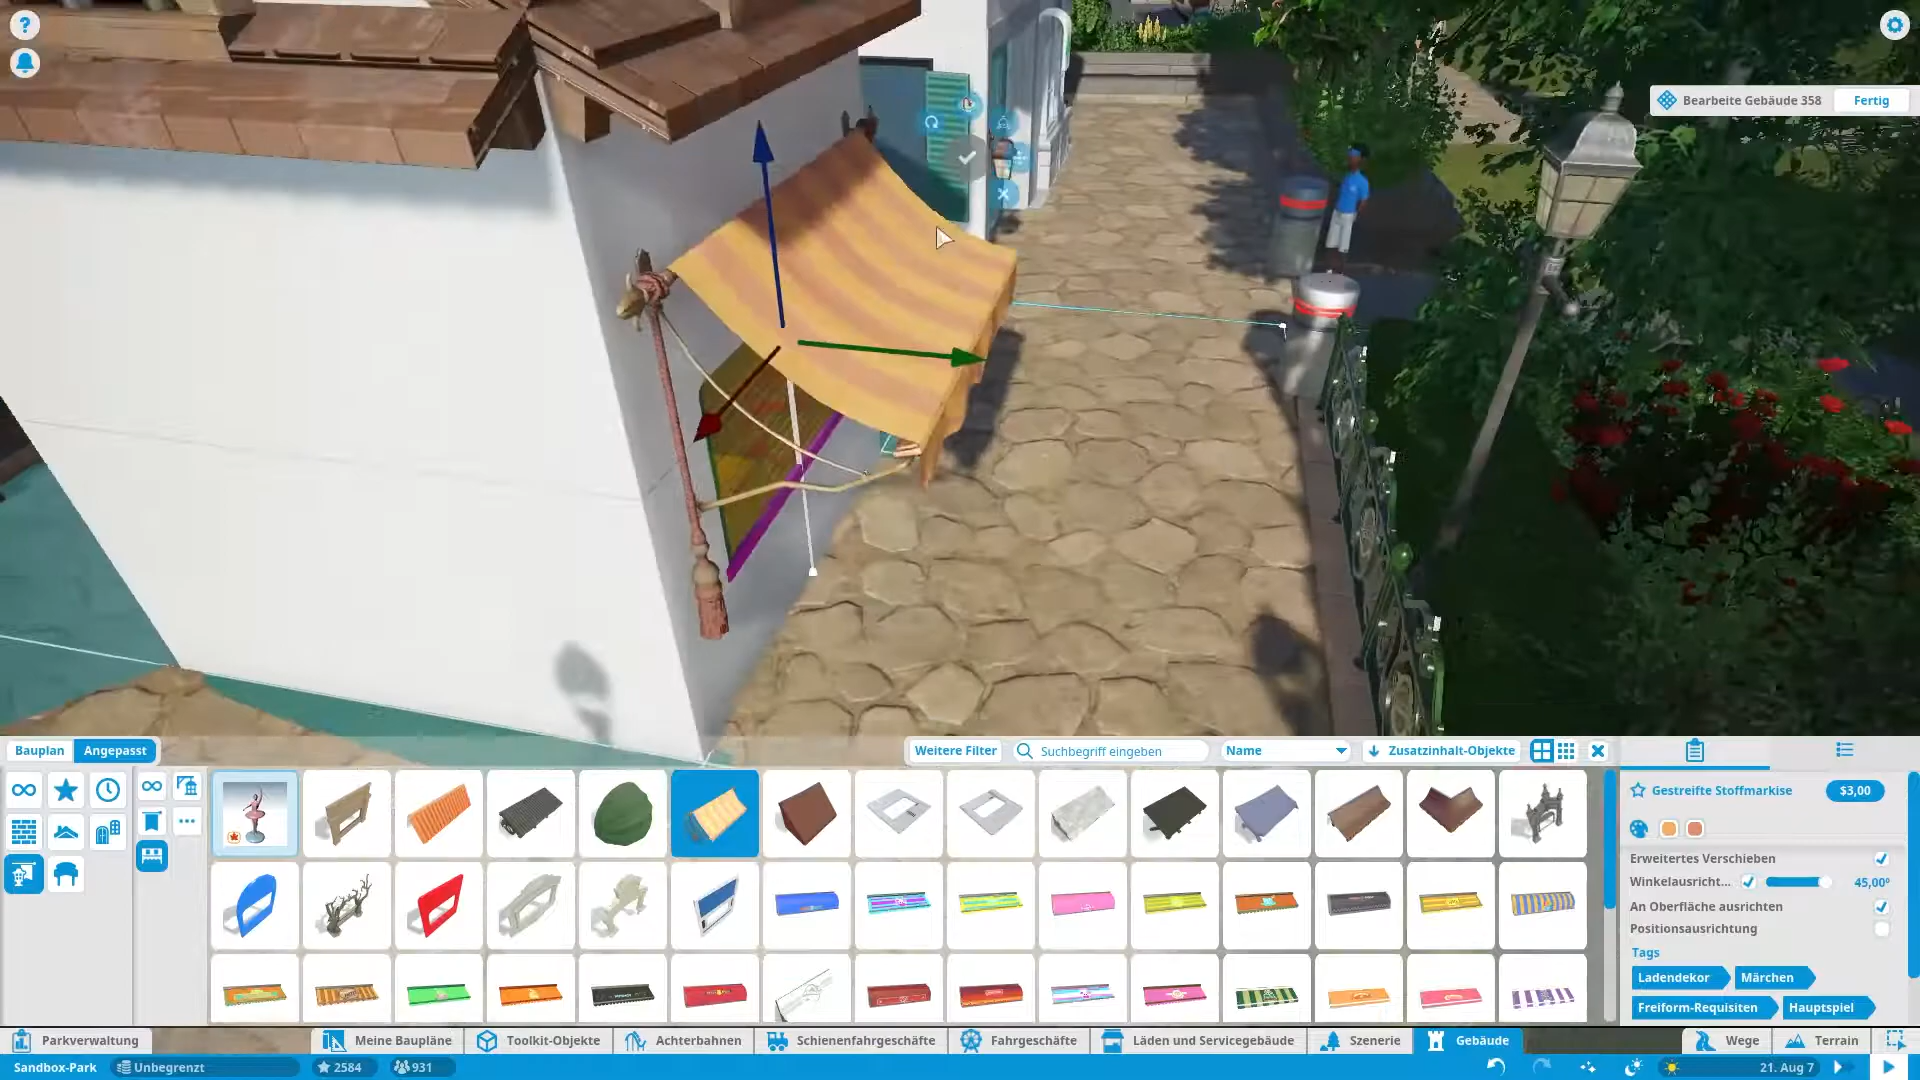 ?
Bearbeite Gebäude 358 Fertig
Bauplan Angepasst
Weitere Filter Suchbegriff eingeben Name Zusatzinhalt-Objekte
Gestreifte Stoffmarkise $3,00
Erweitertes Verschieben
Winkelausricht... 45,00°
An Oberfläche ausrichten
Positionsausrichtung
Tags
Ladendekor Märchen
Freiform-Requisiten Hauptspiel
Parkverwaltung Meine Baupläne Toolkit-Objekte Achterbahnen Schienenfahrgeschäfte Fahrgeschäfte Läden und Servicegebäude Szenerie Gebäude Wege Terrain
Sandbox-Park Unbegrenzt 2584 931 21. Aug 7